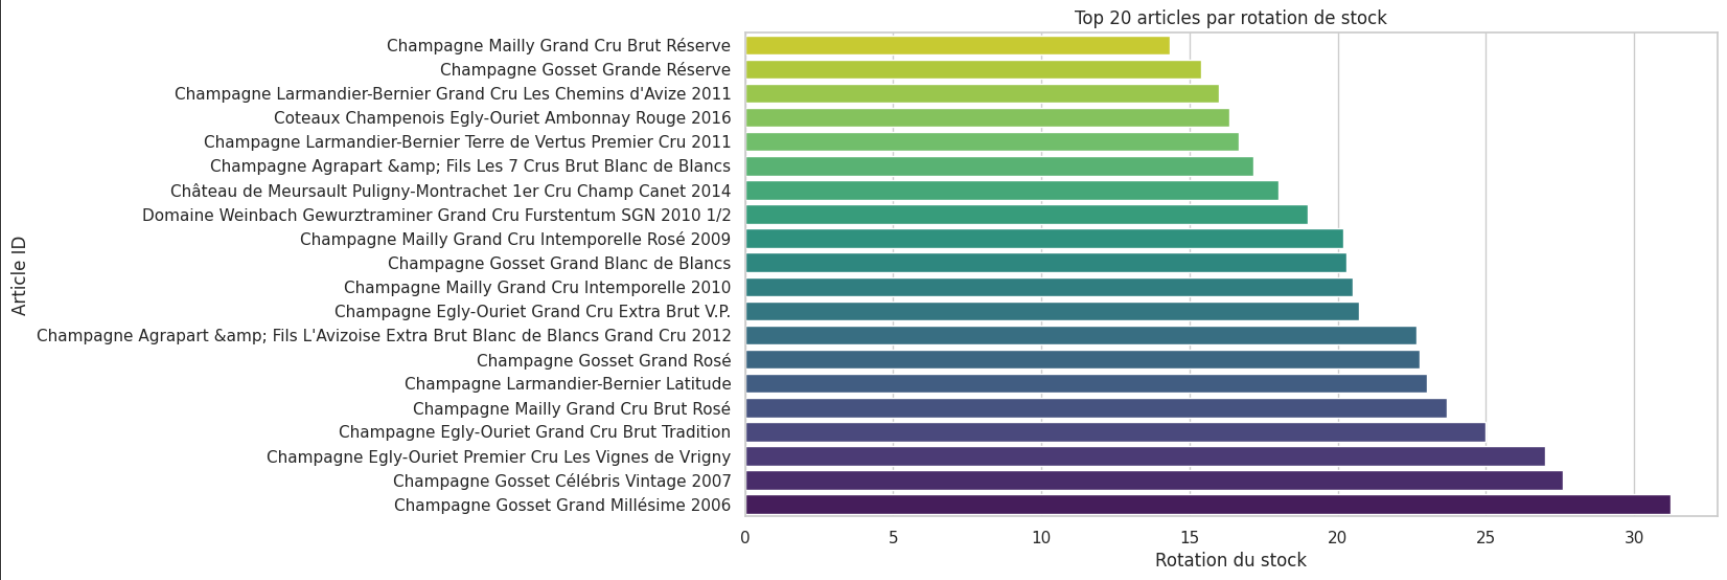 Top 20 articles par rotation de stock
Article ID
Champagne Mailly Grand Cru Brut Réserve
Champagne Gosset Grande Réserve
Champagne Larmandier-Bernier Grand Cru Les Chemins d'Avize 2011
Coteaux Champenois Egly-Ouriet Ambonnay Rouge 2016
Champagne Larmandier-Bernier Terre de Vertus Premier Cru 2011
Champagne Agrapart &amp; Fils Les 7 Crus Brut Blanc de Blancs
Château de Meursault Puligny-Montrachet 1er Cru Champ Canet 2014
Domaine Weinbach Gewurztraminer Grand Cru Furstentum SGN 2010 1/2
Champagne Mailly Grand Cru Intemporelle Rosé 2009
Champagne Gosset Grand Blanc de Blancs
Champagne Mailly Grand Cru Intemporelle 2010
Champagne Egly-Ouriet Grand Cru Extra Brut V.P.
Champagne Agrapart &amp; Fils L'Avizoise Extra Brut Blanc de Blancs Grand Cru 2012
Champagne Gosset Grand Rosé
Champagne Larmandier-Bernier Latitude
Champagne Mailly Grand Cru Brut Rosé
Champagne Egly-Ouriet Grand Cru Brut Tradition
Champagne Egly-Ouriet Premier Cru Les Vignes de Vrigny
Champagne Gosset Célébris Vintage 2007
Champagne Gosset Grand Millésime 2006
0 5 10 15 20 25 30
Rotation du stock